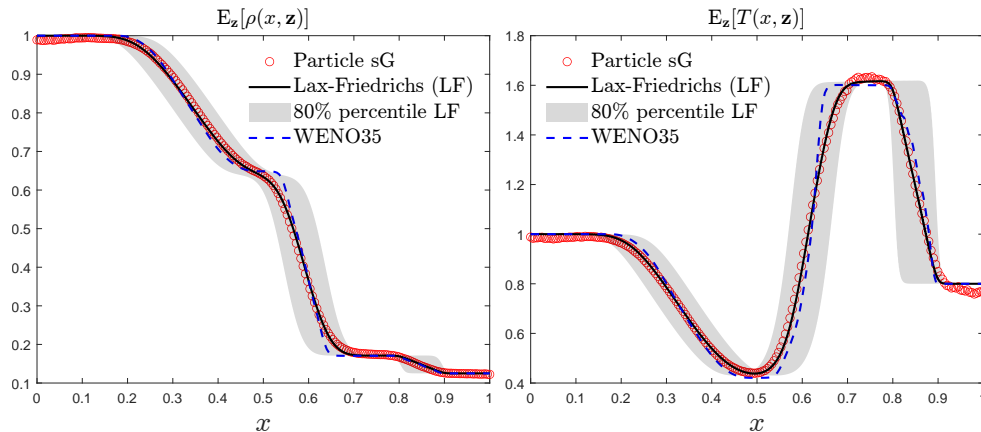 E_z[ρ(x, z)]
1
0.9
0.8
0.7
0.6
0.5
0.4
0.3
0.2
0.1
0 0.1 0.2 0.3 0.4 0.5 0.6 0.7 0.8 0.9 1
x
Particle sG
Lax-Friedrichs (LF)
80% percentile LF
WENO35
E_z[T(x, z)]
1.8
1.6
1.4
1.2
1
0.8
0.6
0.4
0 0.1 0.2 0.3 0.4 0.5 0.6 0.7 0.8 0.9 1
x
Particle sG
Lax-Friedrichs (LF)
80% percentile LF
WENO35